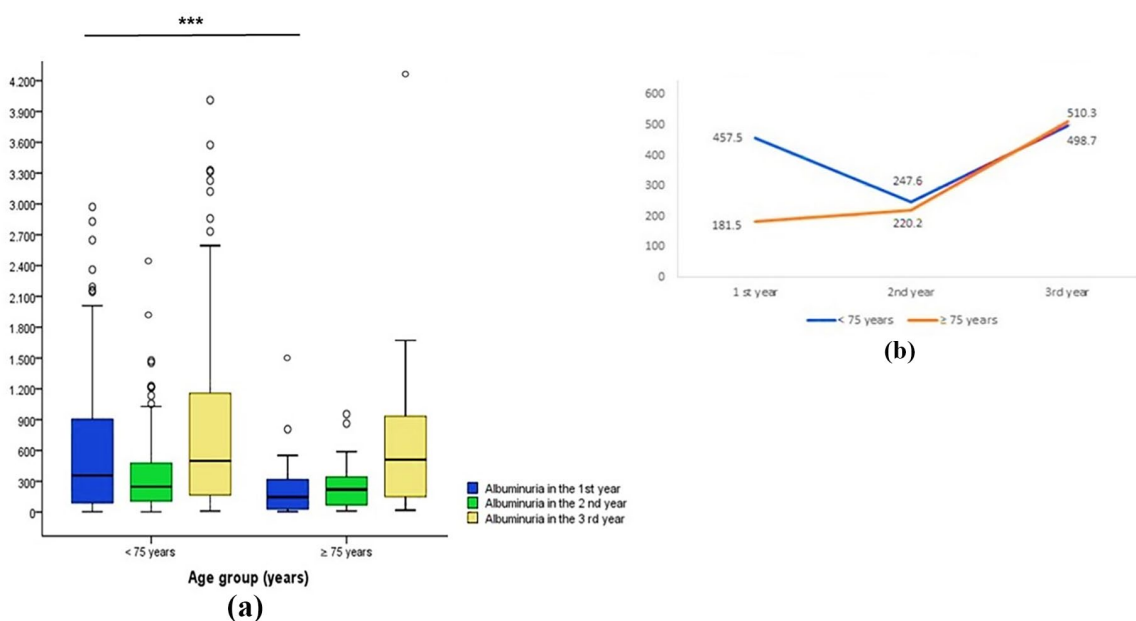 ***
4.200
3.900
3.600
3.300
3.000
2.700
2.400
2.100
1.800
1.500
1.200
900
600
300
0
< 75 years
≥ 75 years
Age group (years)
(a)
Albuminuria in the 1st year
Albuminuria in the 2 nd year
Albuminuria in the 3 rd year
600
500
400
300
200
100
0
457.5
181.5
247.6
220.2
510.3
498.7
1 st year
2nd year
3rd year
< 75 years
≥ 75 years
(b)